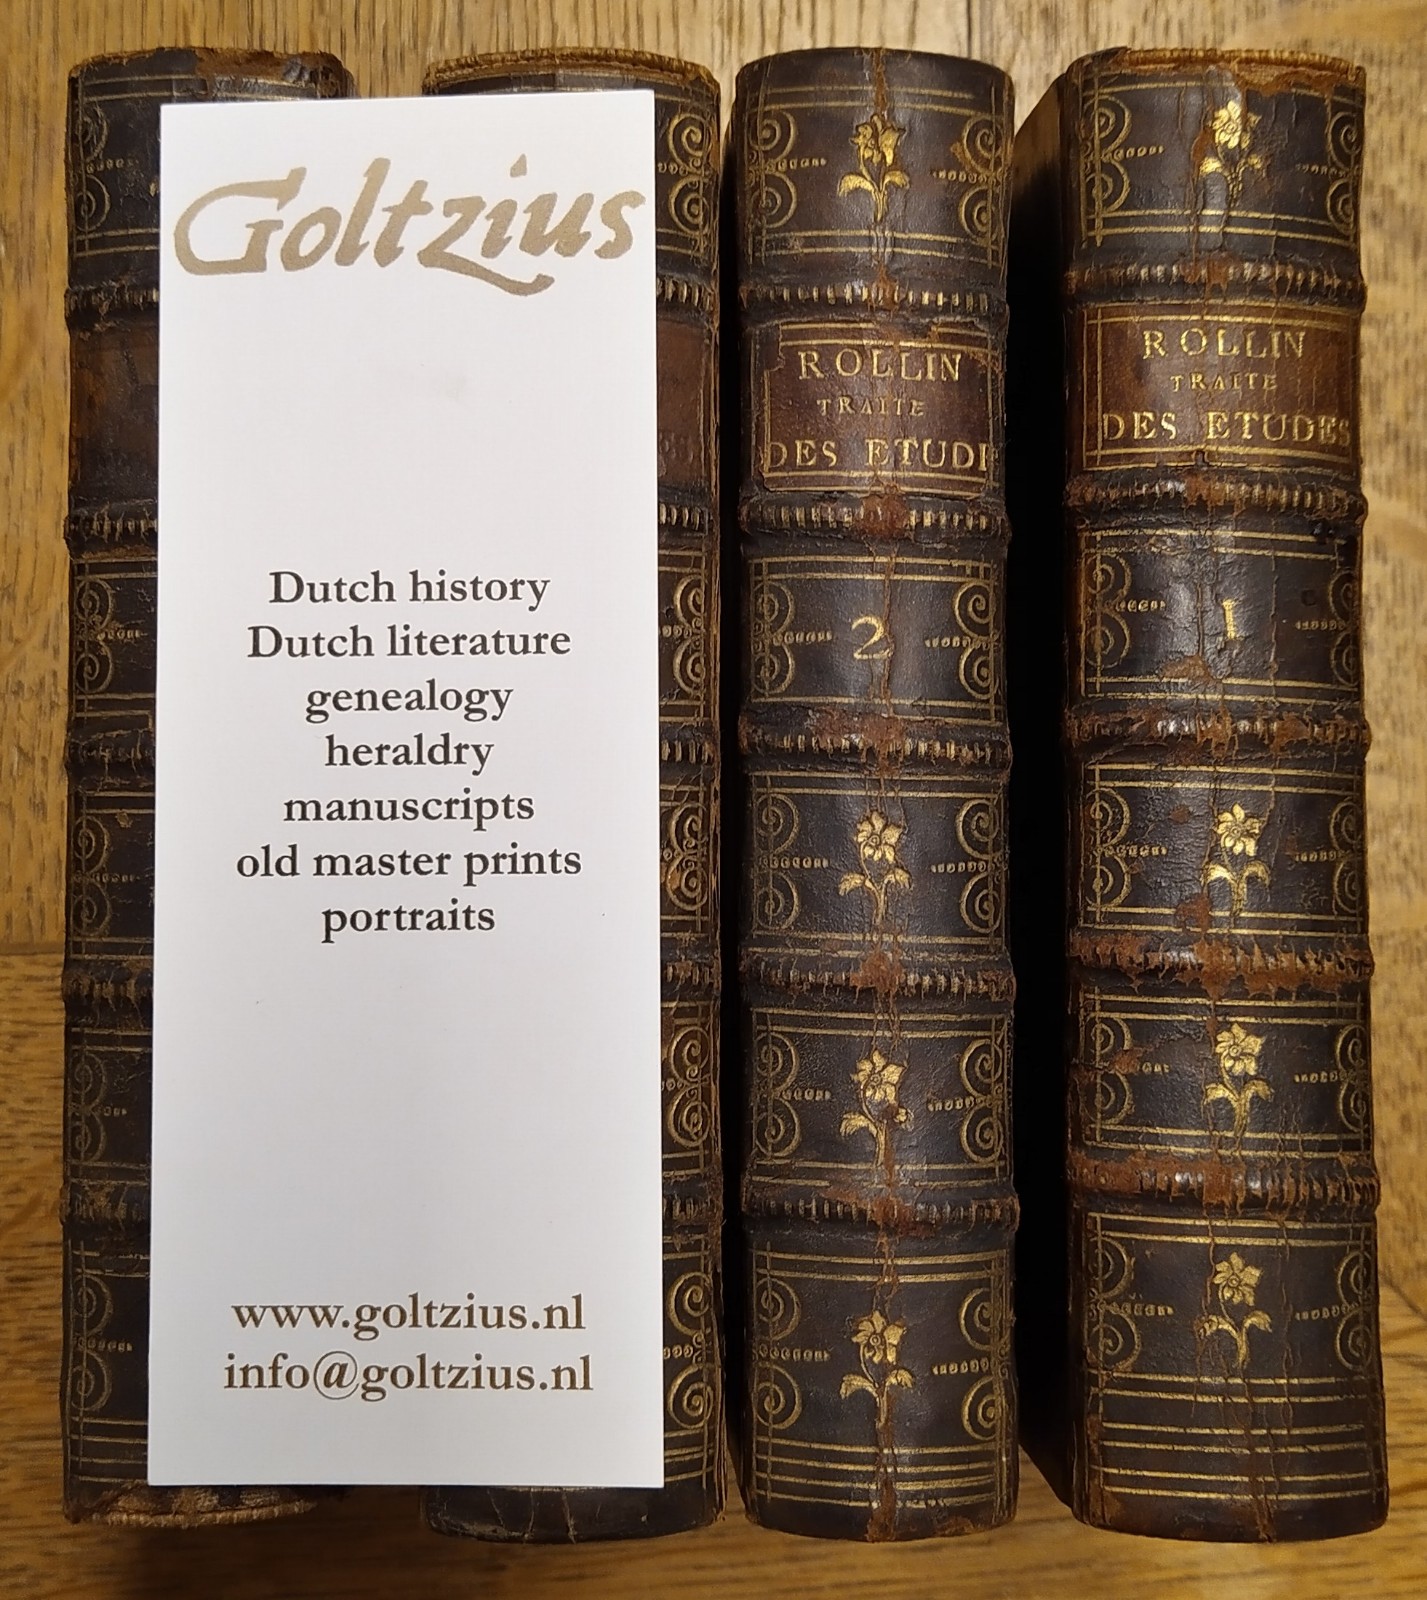 Goltzius
Dutch history
Dutch literature
genealogy
heraldry
manuscripts
old master prints
portraits
www.goltzius.nl
info@goltzius.nl
ROLLIN
TRAITE
DES ETUDE
2
ROLLIN
TRAITE
DES ETUDES
1